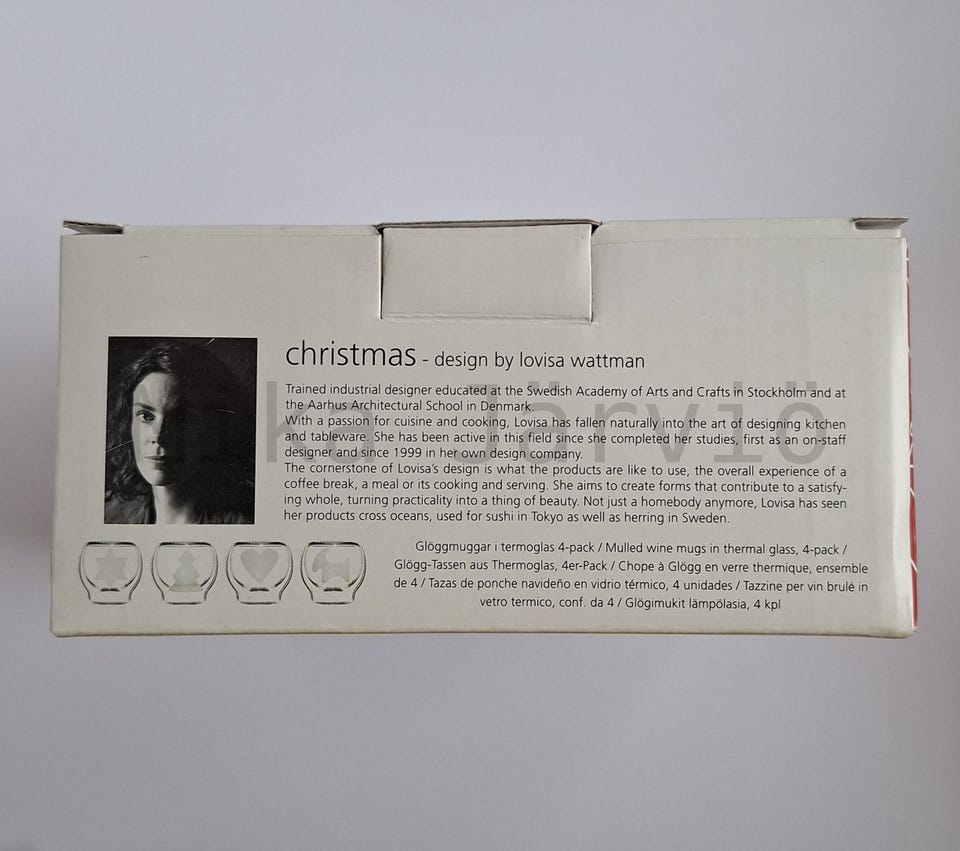 christmas - design by lovisa wattman
Trained industrial designer educated at the Swedish Academy of Arts and Crafts in Stockholm and at
the Aarhus Architectural School in Denmark.
With a passion for cuisine and cooking, Lovisa has fallen naturally into the art of designing kitchen
and tableware. She has been active in this field since she completed her studies, first as an on-staff
designer and since 1999 in her own design company.
The cornerstone of Lovisa's design is what the products are like to use, the overall experience of a
coffee break, a meal or its cooking and serving. She aims to create forms that contribute to a satisfy-
ing whole, turning practicality into a thing of beauty. Not just a homebody anymore, Lovisa has seen
her products cross oceans, used for sushi in Tokyo as well as herring in Sweden.
Glöggmuggar i termoglas 4-pack / Mulled wine mugs in thermal glass, 4-pack /
Glögg-Tassen aus Thermoglas, 4er-Pack / Chope à Glögg en verre thermique, ensemble
de 4 / Tazas de ponche navideño en vidrio térmico, 4 unidades / Tazzine per vin brulé in
vetro termico, conf. da 4 / Glögimukit lämpölasia, 4 kpl
Järviö